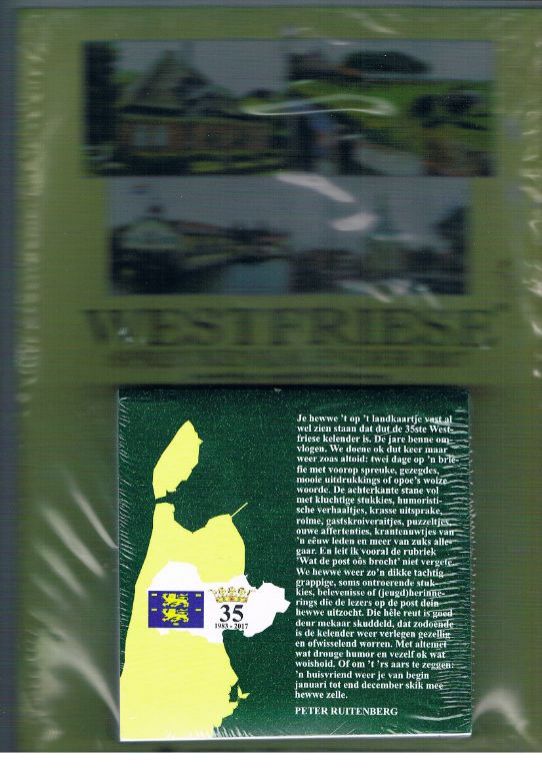 WESTFRIESE
Je hewwe 't op 't landkaartje vast al
wel zien staan dat dut de 35ste West-
friese kelender is. De jare benne om-
vlogen. We doene ok dut keer maar
weer zoas altoid: twei dage op 'n brie-
fie met voorop spreuke, gezegdes,
mooie uitdrukkings of opoe's woize
woorde. De achterkante stane vol
met kluchtige stukkies, humoristi-
sche verhaaltjes, krasse uitsprake,
roime, gastskroiveraitjes, puzzeltjes,
ouwe affertenties, krantenuwtjes van
'n eêuw leden en meer van zuks alle-
gaar. En leit ik vooral de rubriek
'Wat de post oôs brocht' niet vergete.
We hewwe weer zo'n dikke tachtig
grappige, soms ontroerende stuk-
kies, belevenisse of (jeugd)herinne-
rings die de lezers op de post dein
hewwe uitzocht. Die hêle reut is goed
deur mekaar skuddeld, dat zodoende
is de kelender weer verlegen gezellig
en ofwisselend worren. Met altemet
wat drouge humor en vezelf ok wat
woishoid. Of om 't 'rs aars te zeggen:
'n huisvriend weer je van begin
januari tot end december skik mee
hewwe zelle.
PETER RUITENBERG
35
1983 - 2017